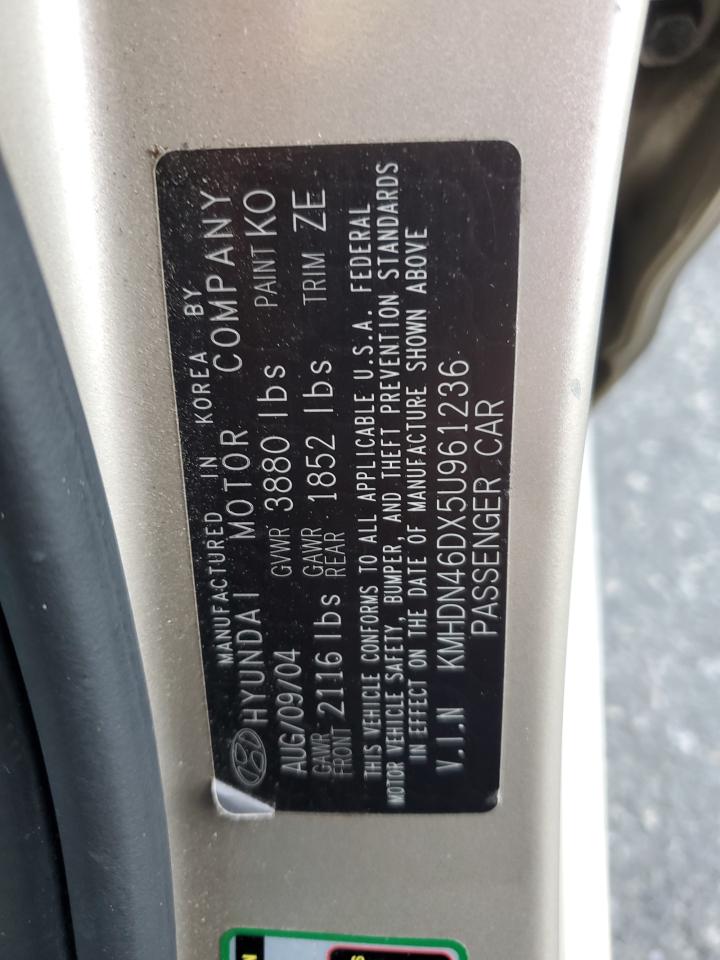 MANUFACTURED IN KOREA BY
HYUNDAI MOTOR COMPANY
AUG/09/04 GVWR 3880 lbs PAINT KO
GAWR FRONT 2116 lbs GAWR REAR 1852 lbs TRIM ZE
THIS VEHICLE CONFORMS TO ALL APPLICABLE U.S.A. FEDERAL
MOTOR VEHICLE SAFETY, BUMPER, AND THEFT PREVENTION STANDARDS
IN EFFECT ON THE DATE OF MANUFACTURE SHOWN ABOVE
V.I.N KMHDN46DX5U961236
PASSENGER CAR